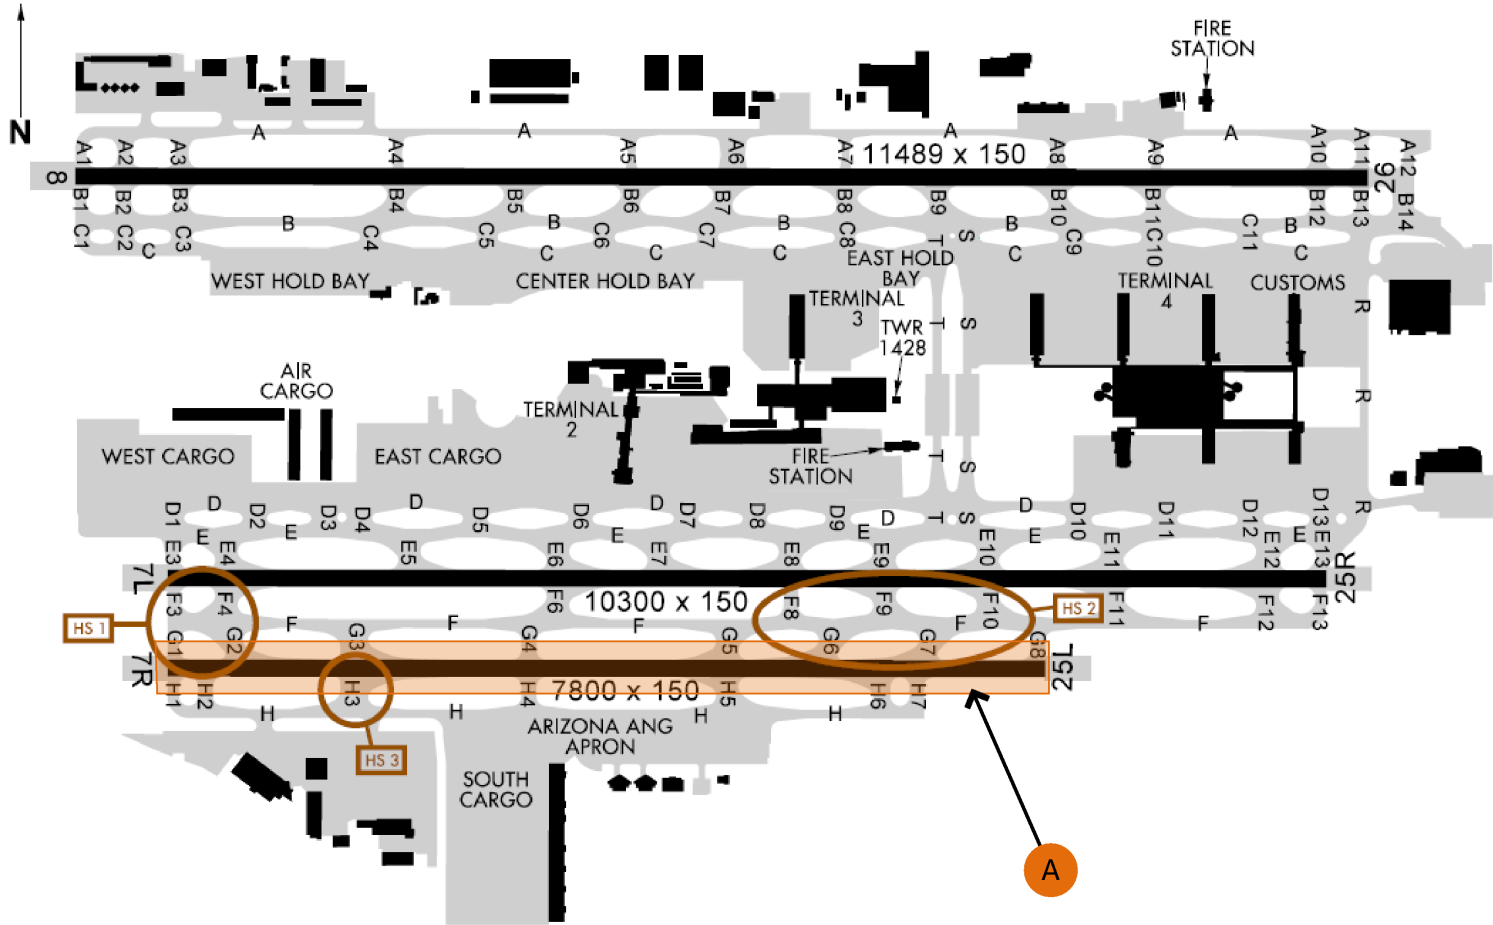 FIRE
STATION
N
A
A
A
A
A1
A2
A3
A4
A5
A6
A7
11489 x 150
A8
A9
A10
A11
A12
8
26
B1
B2
B3
B4
B5
B6
B7
B8
B9
B10
B11
B12
B13
B14
B
B
B
B
B
C1
C2
C3
C4
C5
C6
C7
C8
T
S
C9
C10
C11
C
C
C
C
C
C
WEST HOLD BAY
CENTER HOLD BAY
EAST HOLD
BAY
TERMINAL
3
TERMINAL
4
CUSTOMS
R
T
S
TWR
1428
AIR
CARGO
TERMINAL
2
R
WEST CARGO
EAST CARGO
FIRE
STATION
T
S
R
D1
D
D2
D3
D4
D
D5
D6
D
D7
D8
D9
D
T
S
D
D10
D11
D12
D13
E
E
E
E
E
E
E3
E4
E5
E6
E7
E8
E9
E10
E11
E12
E13
7L
25R
F3
F4
F6
10300 x 150
F8
F9
F10
F11
F12
F13
HS 1
HS 2
F
F
F
F
F
G1
G2
G3
G4
G5
G6
G7
G8
7R
25L
H1
H2
H3
H4
7800 x 150
H5
H6
H7
H
H
H
H
ARIZONA ANG
APRON
HS 3
SOUTH
CARGO
A